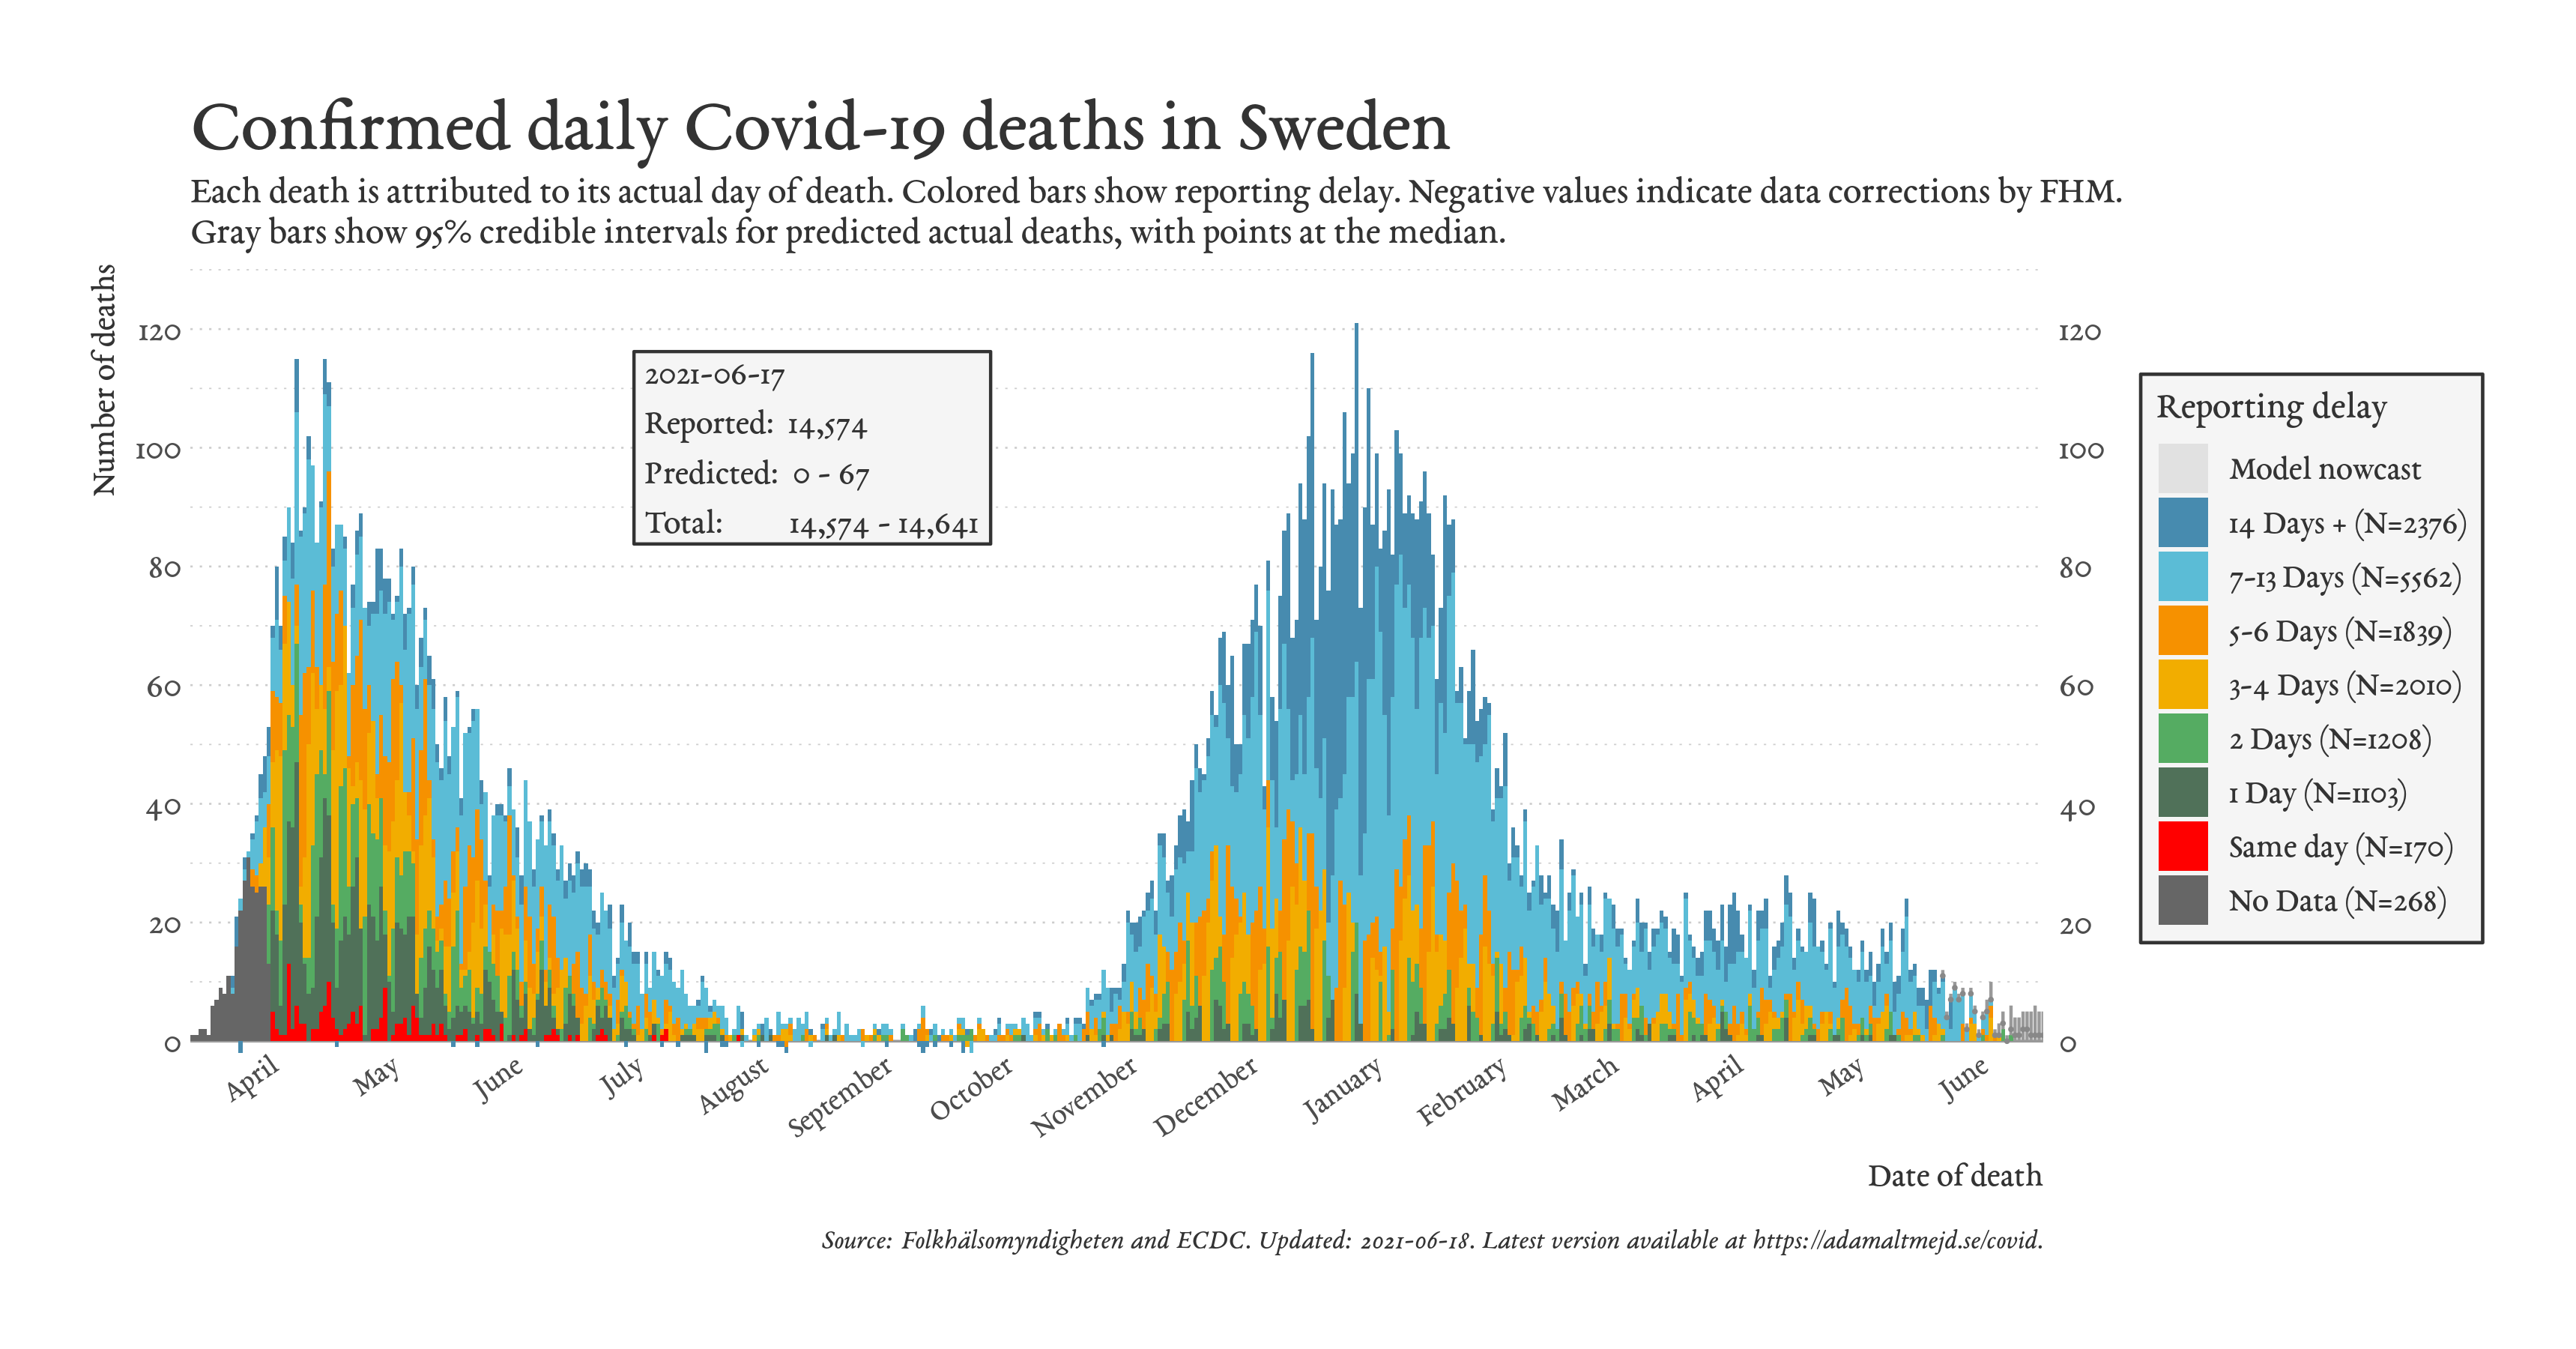 Confirmed daily Covid-19 deaths in Sweden
Each death is attributed to its actual day of death. Colored bars show reporting delay. Negative values indicate data corrections by FHM.
Gray bars show 95% credible intervals for predicted actual deaths, with points at the median.
Number of deaths
120
100
80
60
40
20
0
2021-06-17
Reported: 14,574
Predicted: 0 - 67
Total: 14,574 - 14,641
120
100
80
60
40
20
0
Reporting delay
Model nowcast
14 Days + (N=2376)
7-13 Days (N=5562)
5-6 Days (N=1839)
3-4 Days (N=2010)
2 Days (N=1208)
1 Day (N=1103)
Same day (N=170)
No Data (N=268)
April
May
June
July
August
September
October
November
December
January
February
March
April
May
June
Date of death
Source: Folkhälsomyndigheten and ECDC. Updated: 2021-06-18. Latest version available at https://adamaltmejd.se/covid.